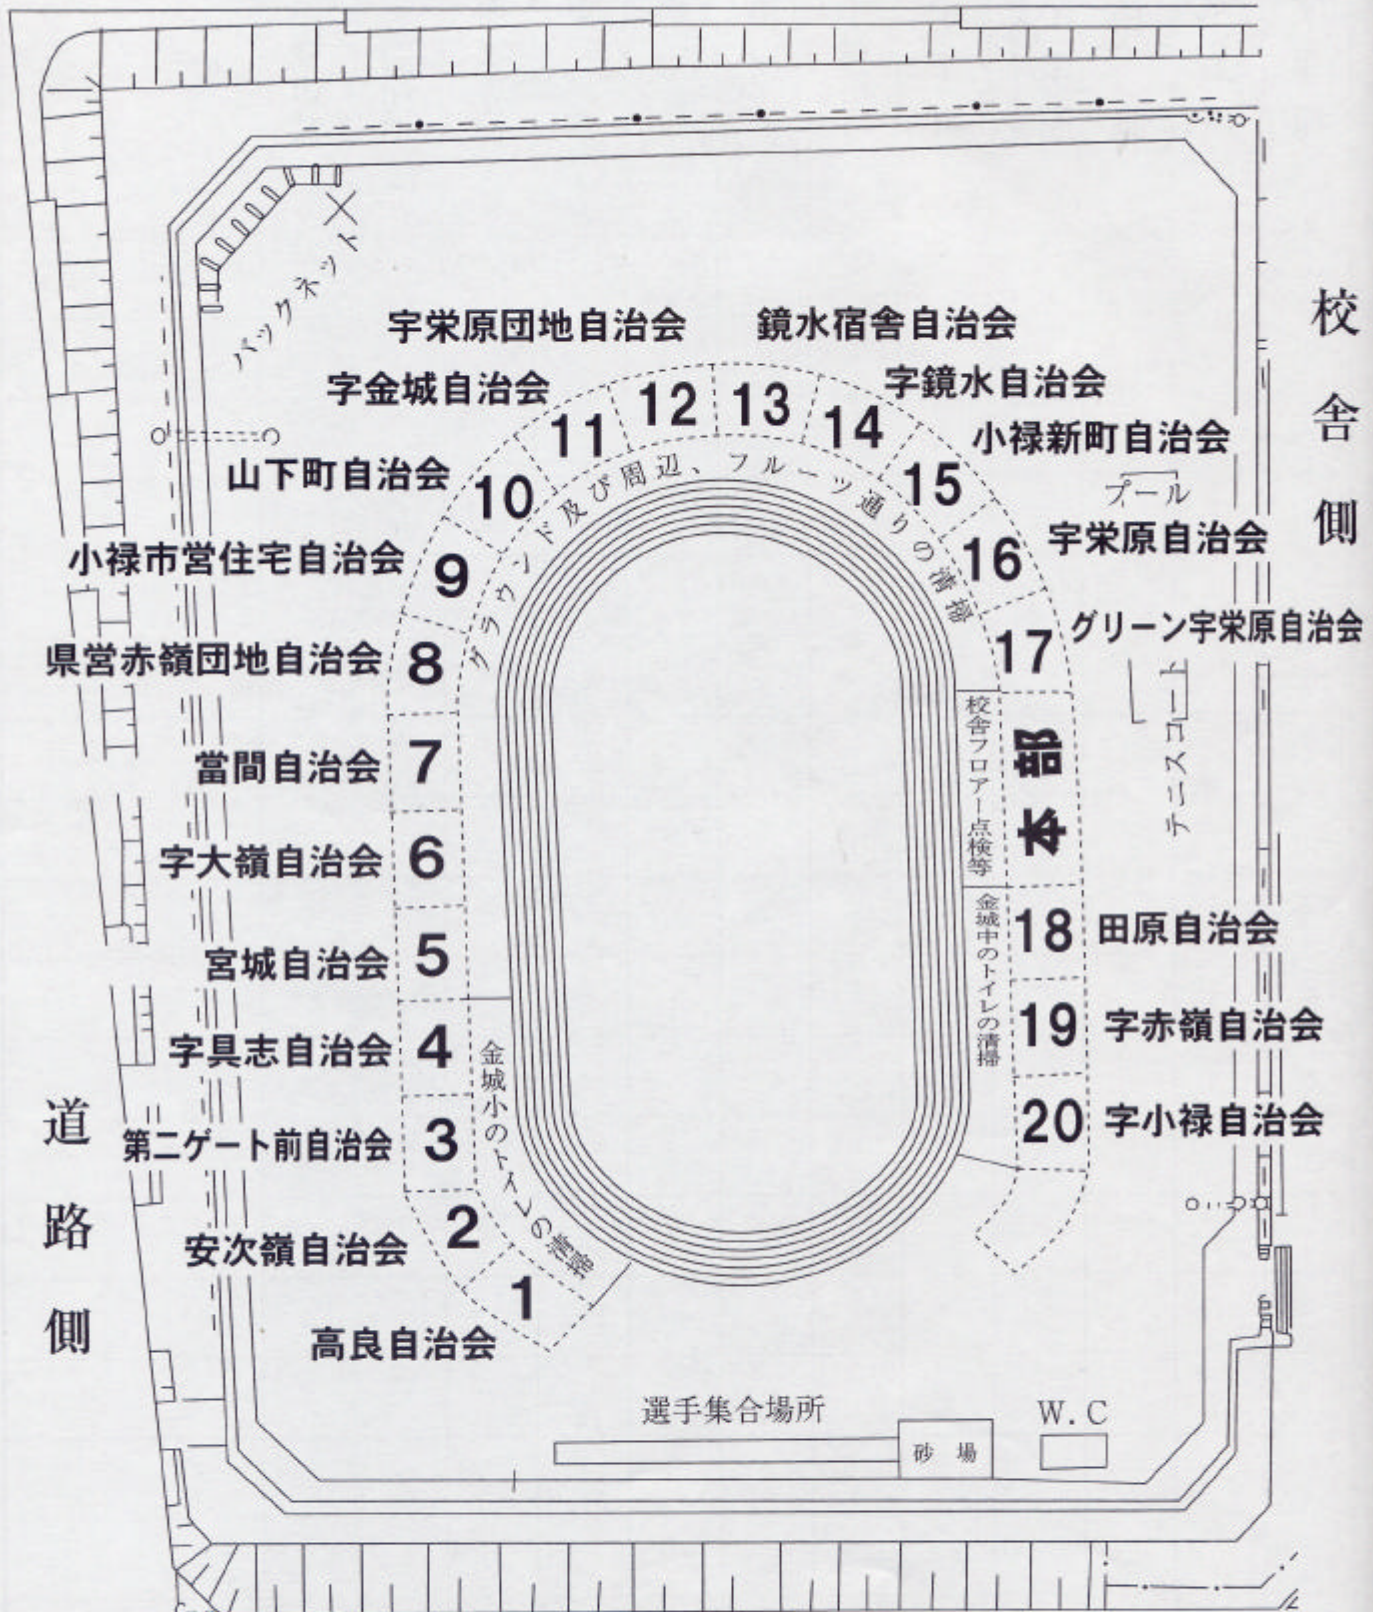 バックネット
宇栄原団地自治会
鏡水宿舎自治会
字金城自治会
字鏡水自治会
山下町自治会
小禄新町自治会
プール
小禄市営住宅自治会
宇栄原自治会
県営赤嶺団地自治会
グリーン宇栄原自治会
當間自治会
テニスコート
字大嶺自治会
宮城自治会
田原自治会
字具志自治会
字赤嶺自治会
第二ゲート前自治会
字小禄自治会
安次嶺自治会
高良自治会
1
2
3
4
5
6
7
8
9
10
11
12
13
14
15
16
17
本部
18
19
20
グラウンド及び周辺、フルーツ通りの清掃
校舎フロアー点検等
金城中のトイレの清掃
金城小のトイレの清掃
校舎側
道路側
選手集合場所
砂場
W.C